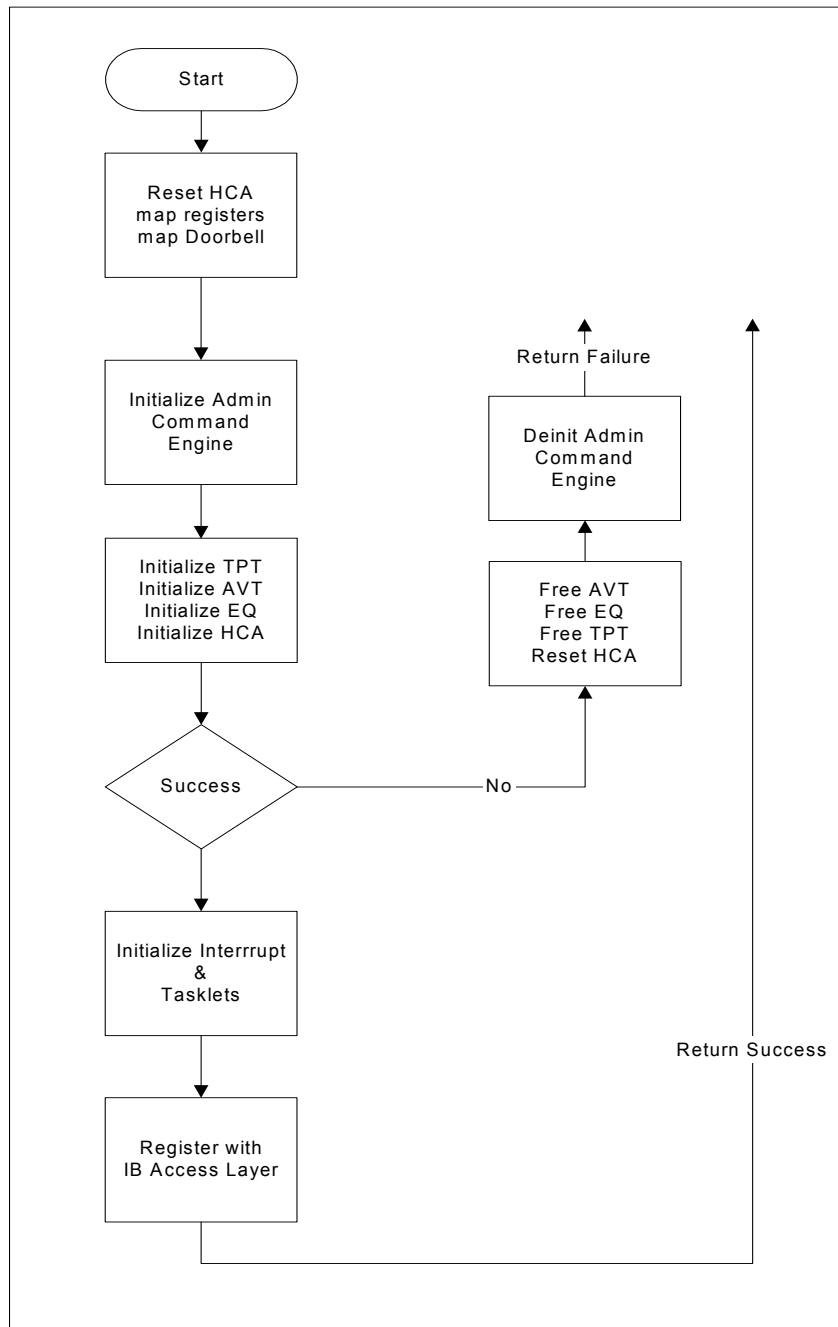 Start
Reset HCA
map registers
map Doorbell
Initialize Admin
Command
Engine
Initialize TPT
Initialize AVT
Initialize EQ
Initialize HCA
Success
No
Free AVT
Free EQ
Free TPT
Reset HCA
Deinit Admin
Command
Engine
Return Failure
Initialize Interrrupt
&
Tasklets
Register with
IB Access Layer
Return Success